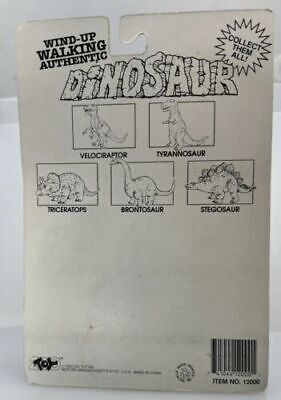 WIND-UP
WALKING
AUTHENTIC
DINOSAUR
COLLECT
THEM
ALL!
VELOCIRAPTOR
TYRANNOSAUR
TRICERATOPS
BRONTOSAUR
STEGOSAUR
TOY
MADE IN CHINA
ITEM NO. 12000